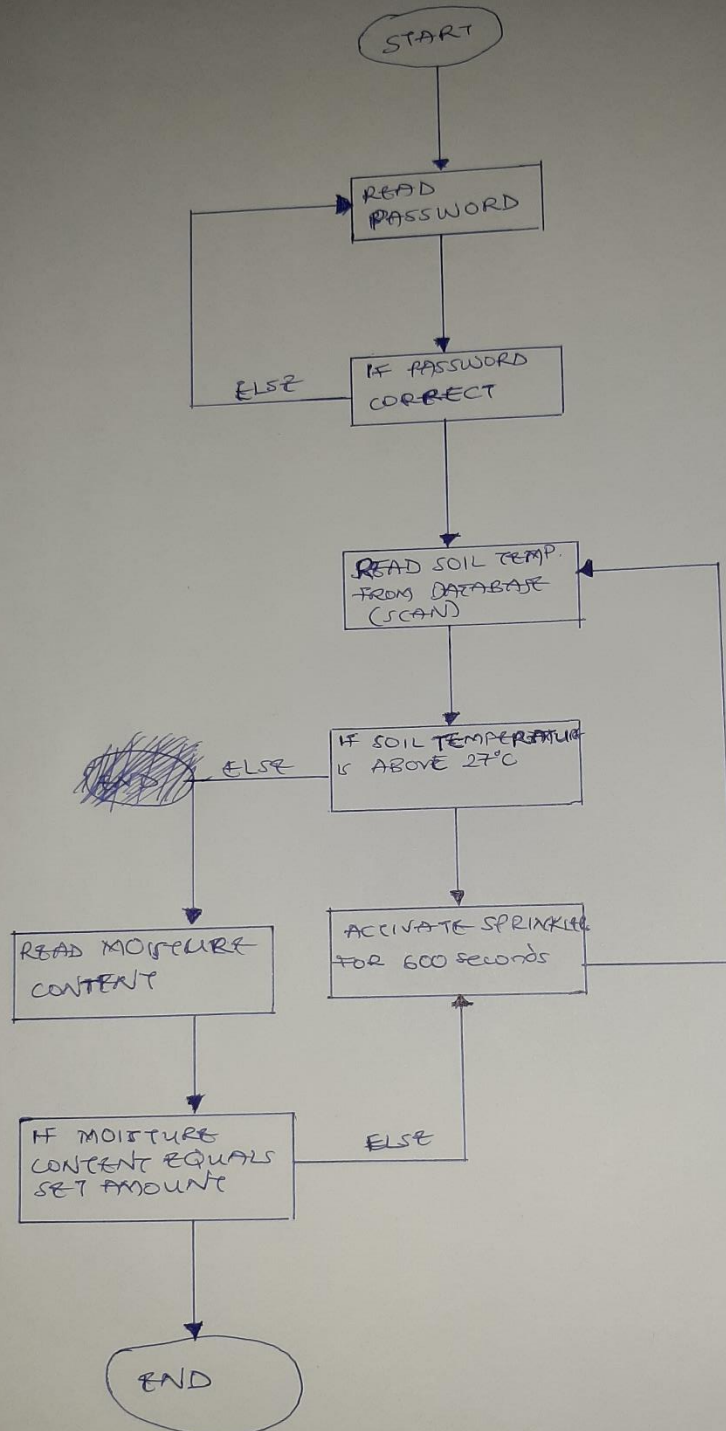 START
READ
PASSWORD
IF PASSWORD
CORRECT
ELSE
READ SOIL TEMP.
FROM DATABASE
(SCAN)
IF SOIL TEMPERATURE
IS ABOVE 27°C
ELSE
ACTIVATE SPRINKLER
FOR 600 seconds
READ MOISTURE
CONTENT
IF MOISTURE
CONTENT EQUALS
SET AMOUNT
ELSE
END